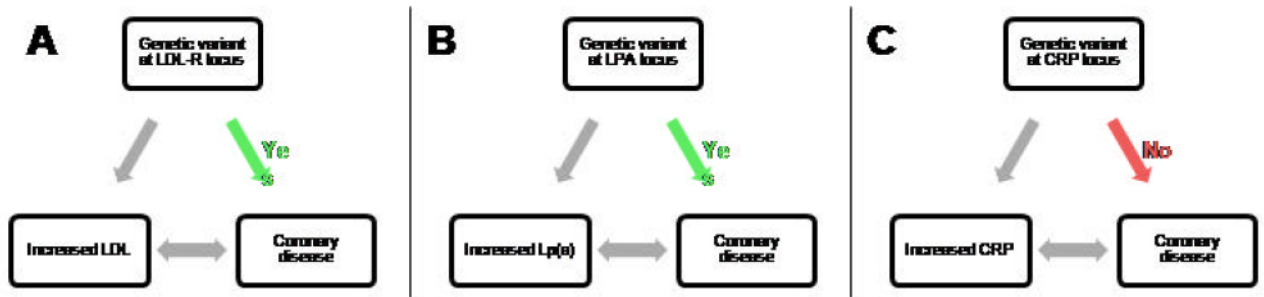 A
Genetic variant
at LDL-R locus
Ye
s
Increased LDL
Coronary
disease
B
Genetic variant
at LPA locus
Ye
s
Increased Lp(a)
Coronary
disease
C
Genetic variant
at CRP locus
No
Increased CRP
Coronary
disease